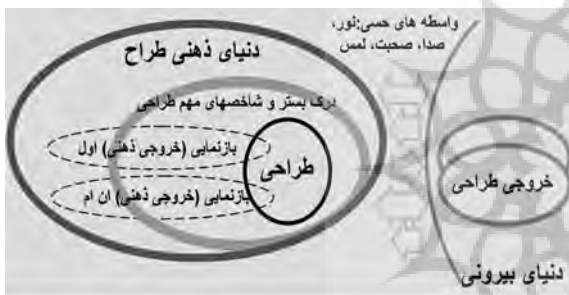 واسطه های حسی:نور،
صدا، صحبت، لمس
دنیای ذهنی طراح
درک بستر و شاخصهای مهم طراحی
بازنمایی (خروجی ذهنی) اول
طراحی
بازنمایی (خروجی ذهنی) ان ام
خروجی طراحی
دنیای بیرونی